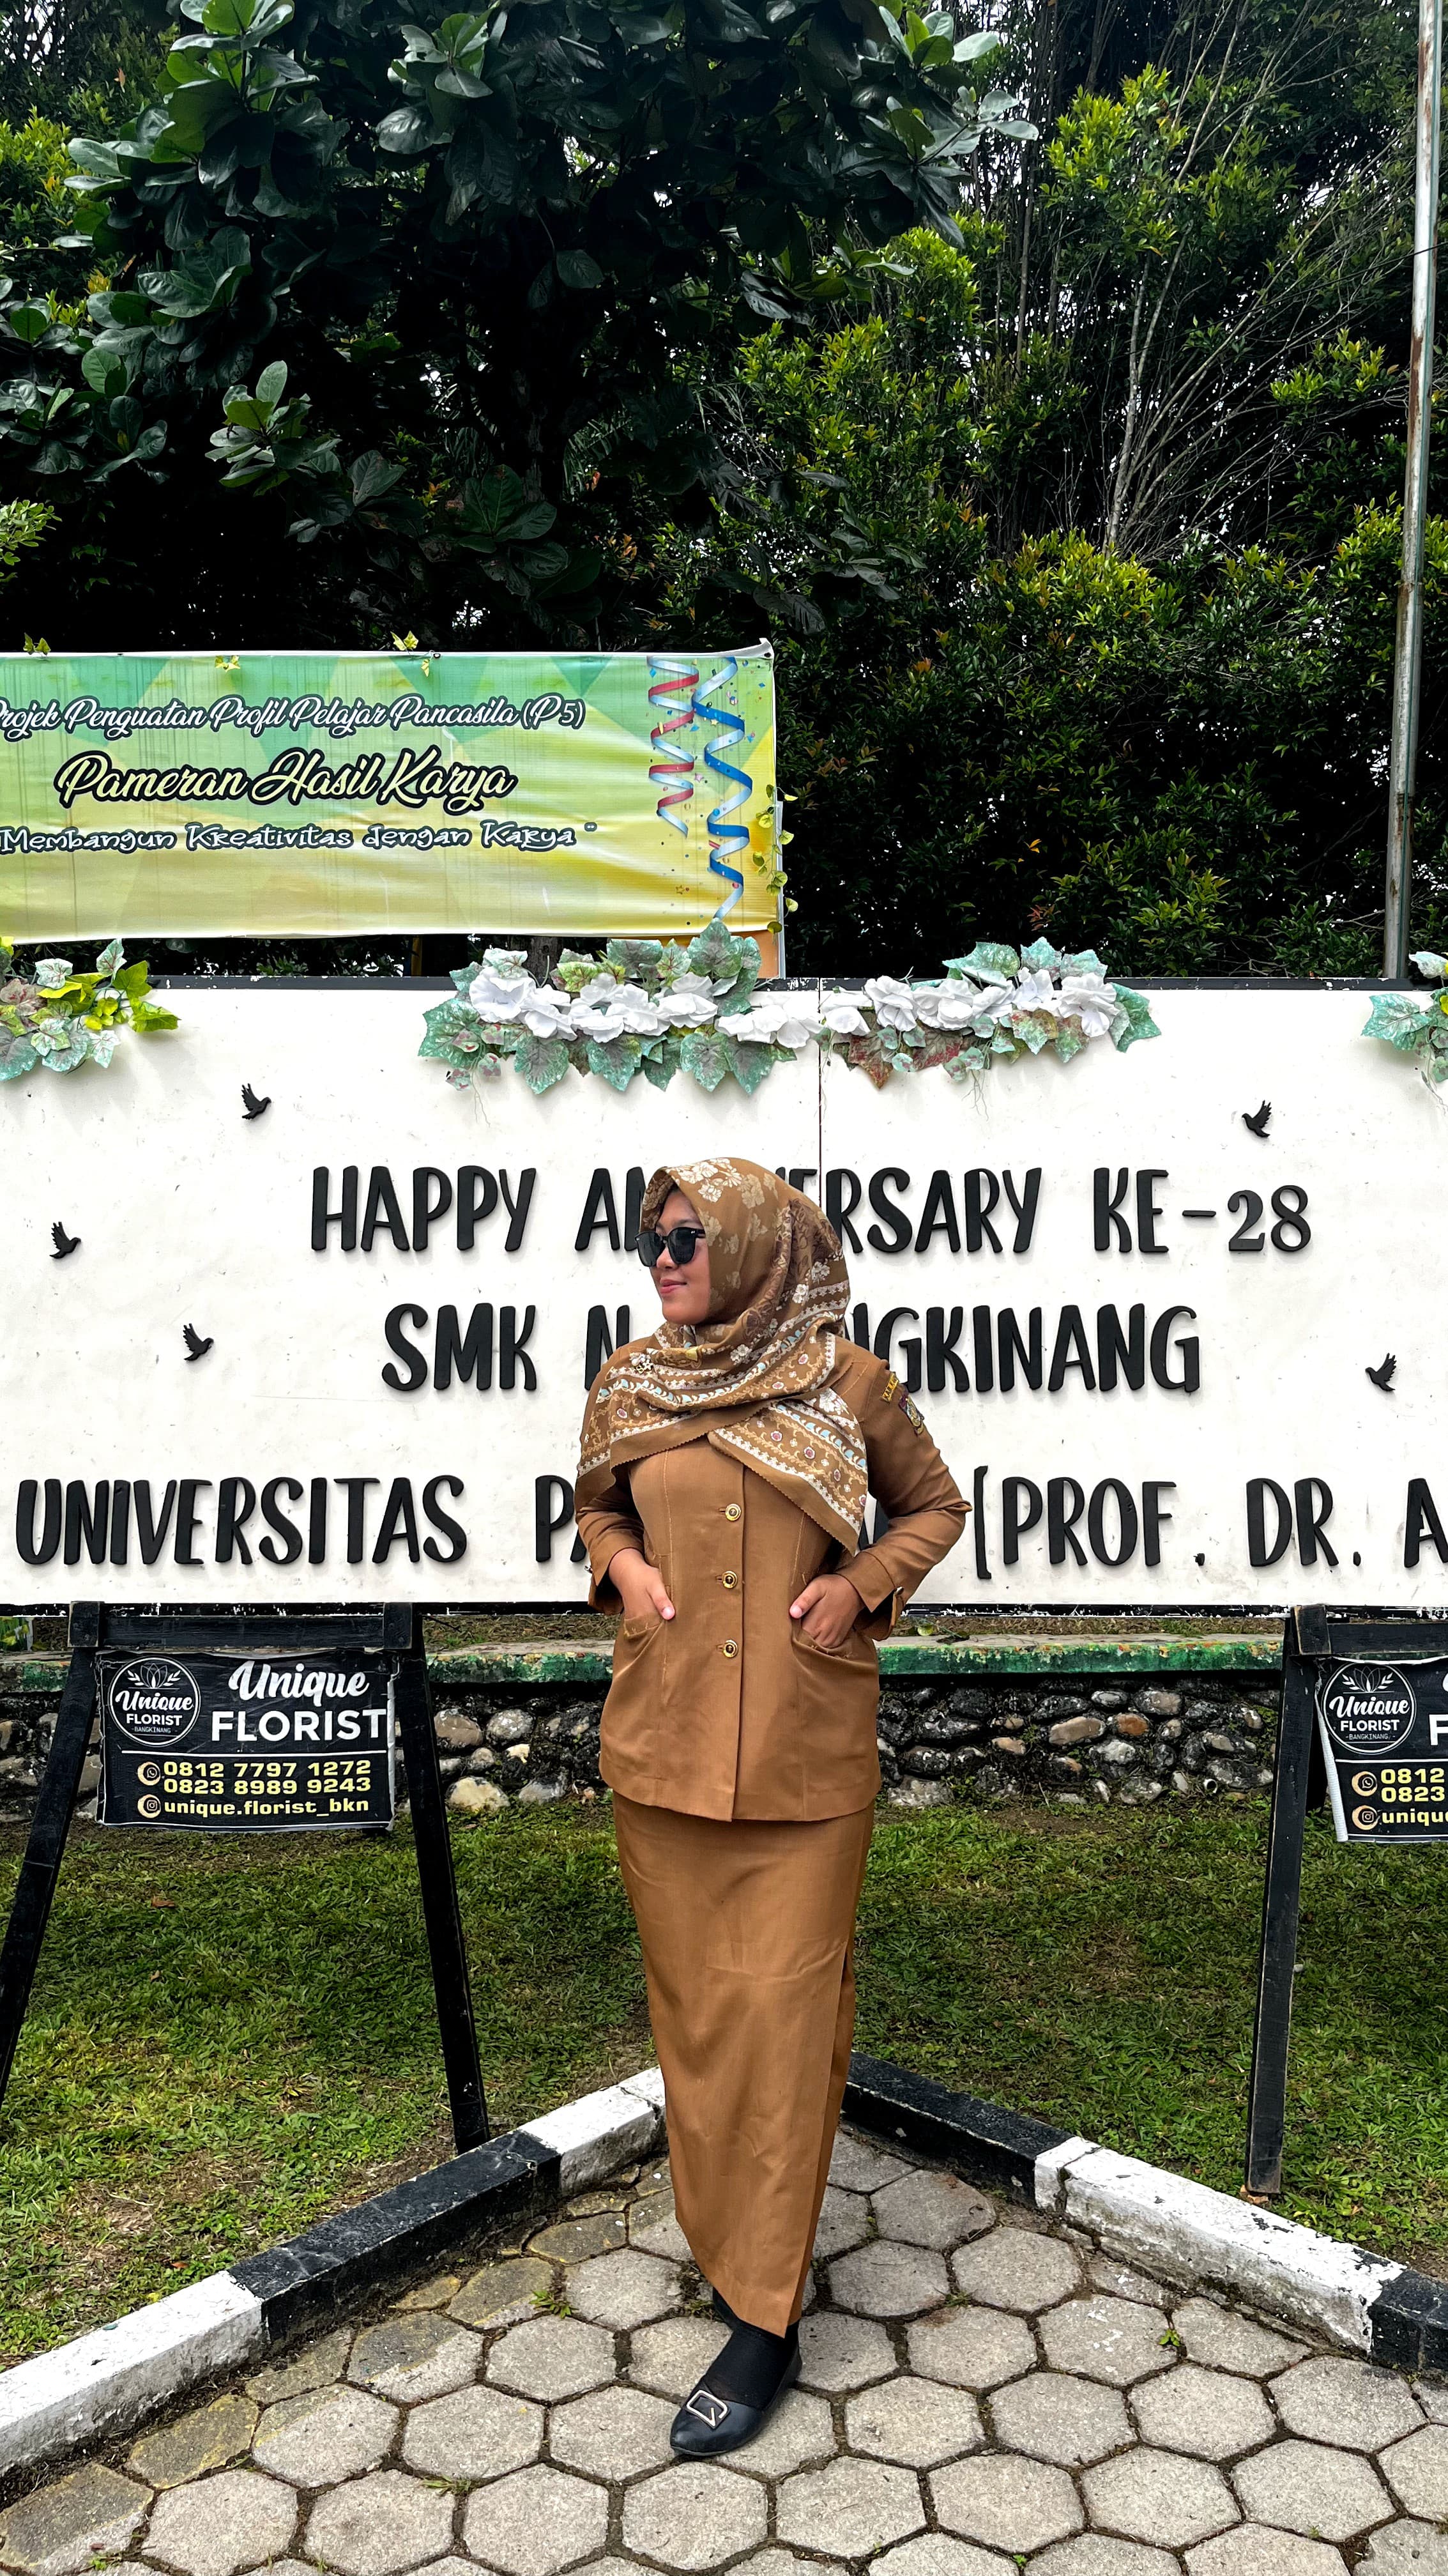 Projek Penguatan Profil Pelajar Pancasila (P5)
Pameran Hasil Karya
Membangun Kreativitas dengan Karya "
HAPPY AN ERSARY KE-28
SMK N NGKINANG
UNIVERSITAS PA [PROF. DR. A
Unique
FLORIST
-BANGKINANG-
Unique
FLORIST
0812 7797 1272
0823 8989 9243
unique.florist_bkn
Unique
FLORIST
-BANGKINANG-
F
0812
0823
uniqu